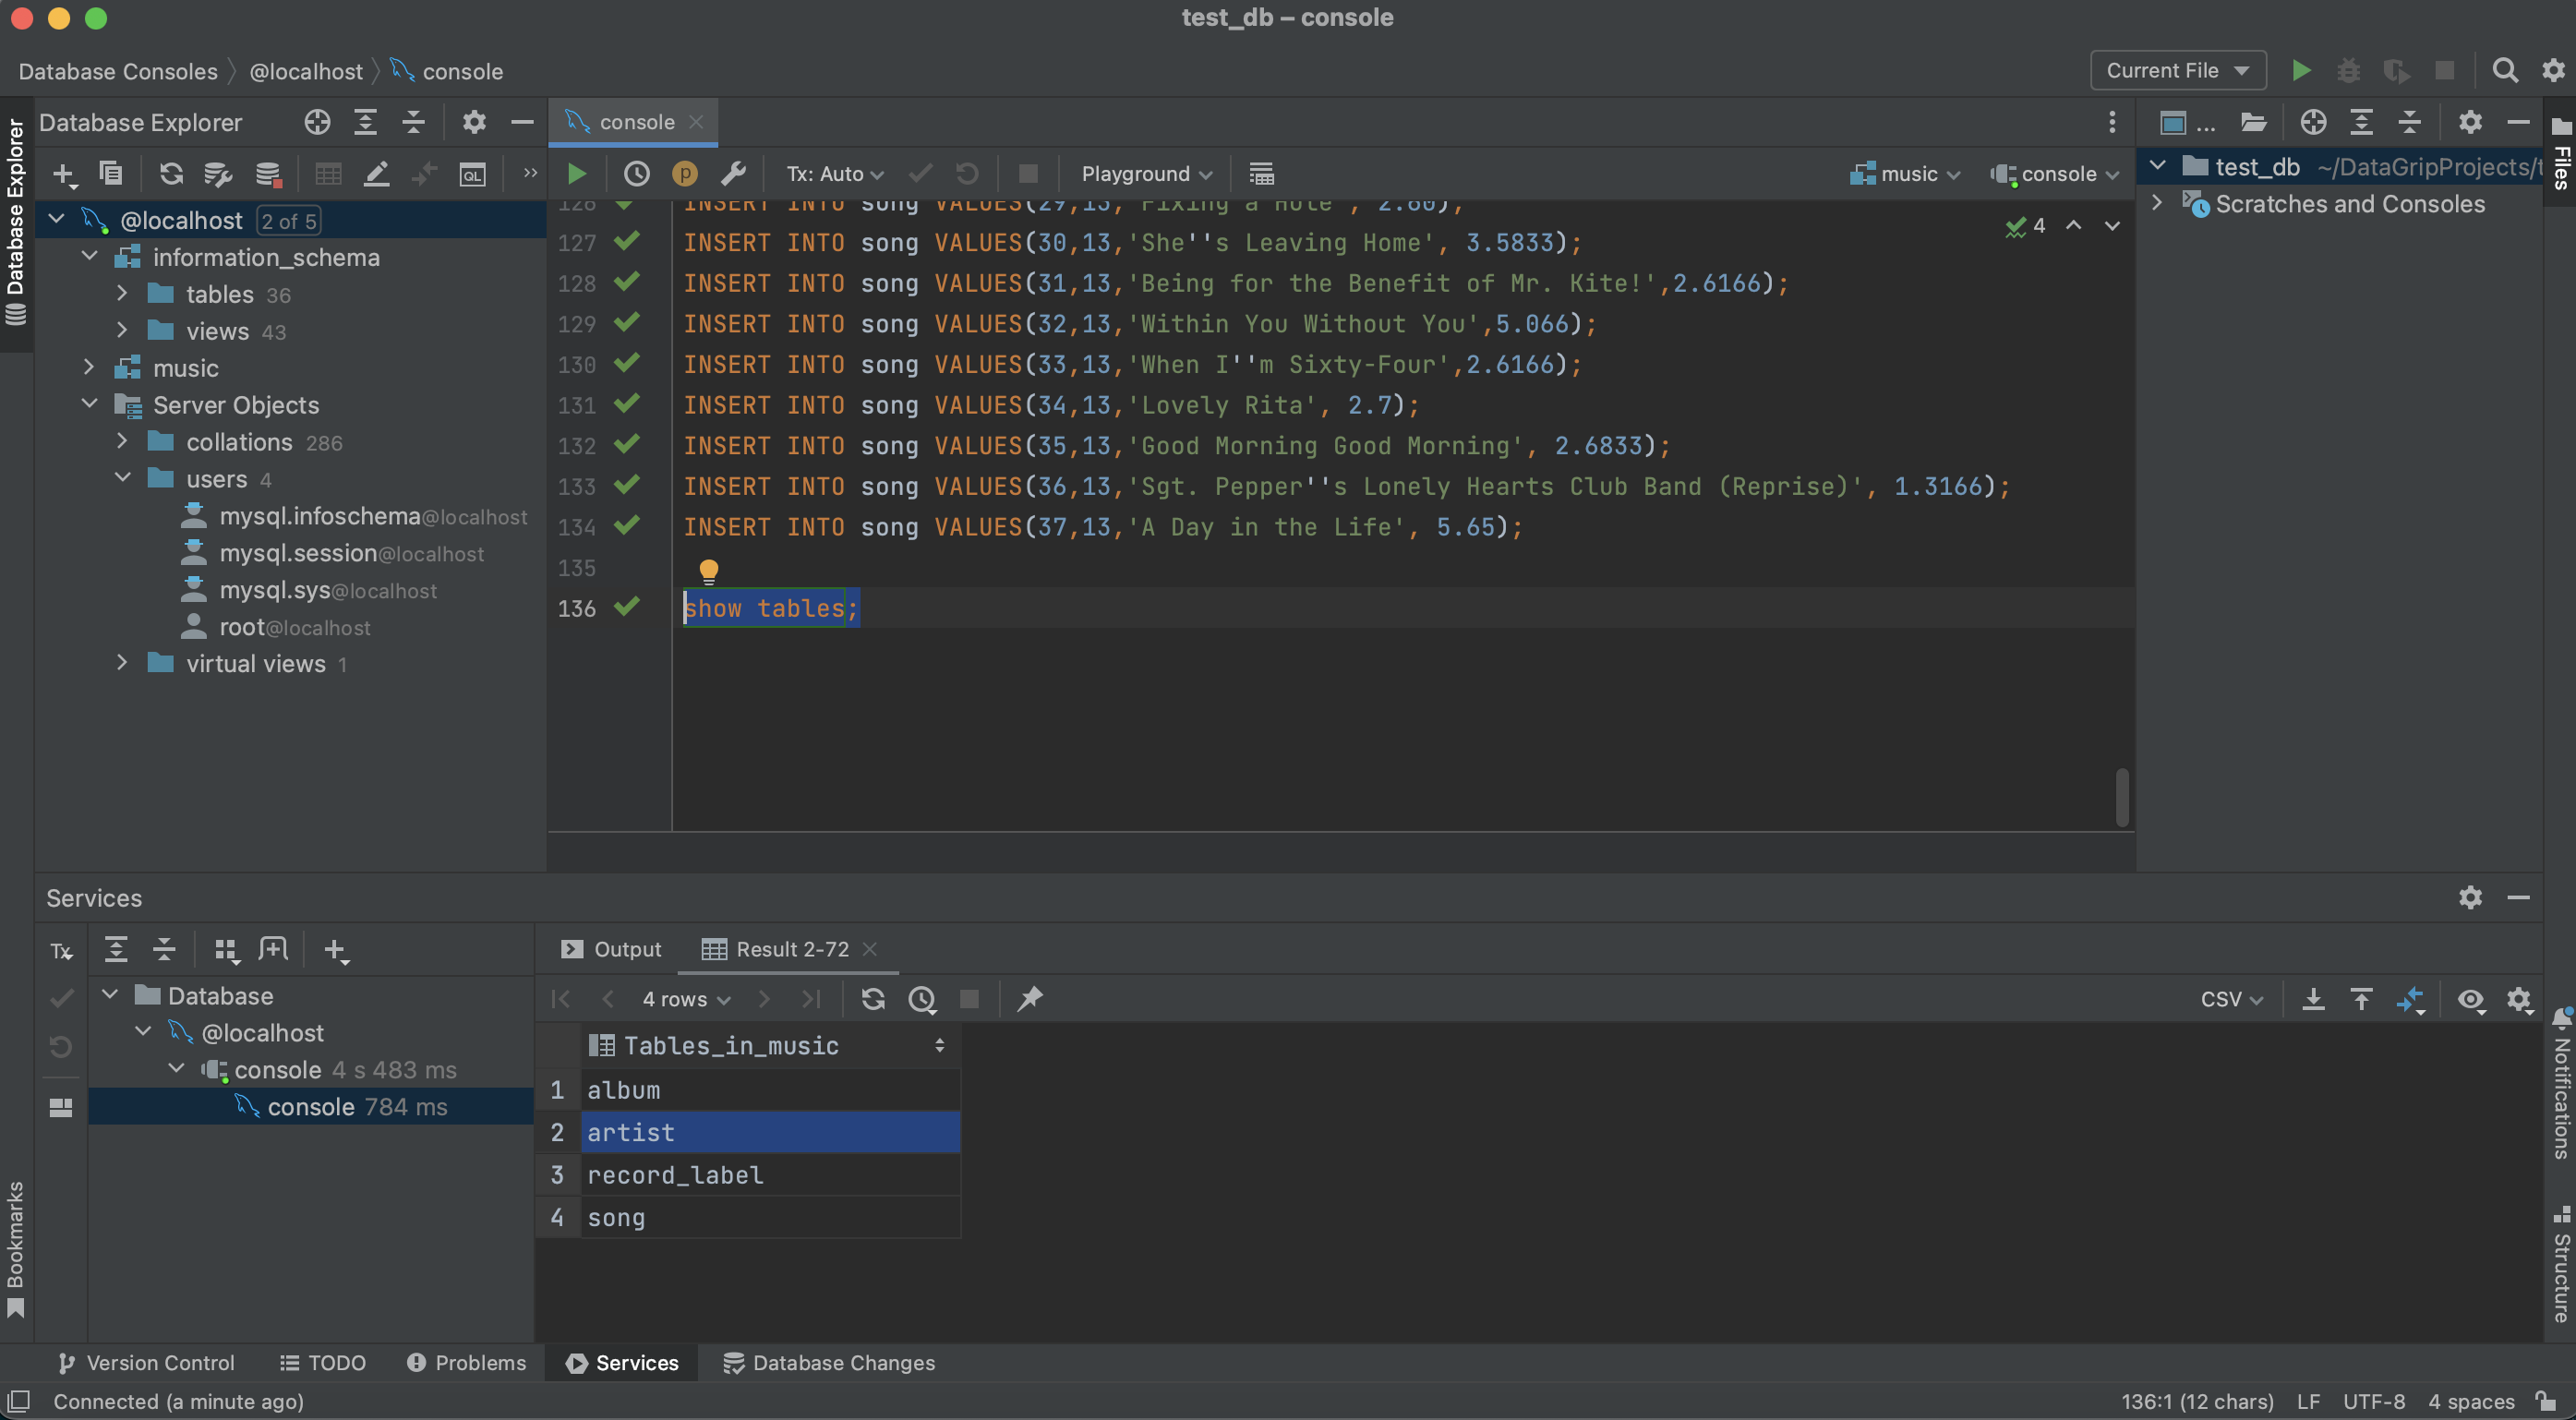 test_db – console
Database Consoles @localhost console
Current File
Database Explorer
Database Explorer
@localhost 2 of 5
information_schema
tables 36
views 43
music
Server Objects
collations 286
users 4
mysql.infoschema@localhost
mysql.session@localhost
mysql.sys@localhost
root@localhost
virtual views 1
console
Tx: Auto
Playground
music
console
4
126 INSERT INTO song VALUES(29,13,'Fixing a Hole', 2.60);
127 INSERT INTO song VALUES(30,13,'She''s Leaving Home', 3.5833);
128 INSERT INTO song VALUES(31,13,'Being for the Benefit of Mr. Kite!',2.6166);
129 INSERT INTO song VALUES(32,13,'Within You Without You',5.066);
130 INSERT INTO song VALUES(33,13,'When I''m Sixty-Four',2.6166);
131 INSERT INTO song VALUES(34,13,'Lovely Rita', 2.7);
132 INSERT INTO song VALUES(35,13,'Good Morning Good Morning', 2.6833);
133 INSERT INTO song VALUES(36,13,'Sgt. Pepper''s Lonely Hearts Club Band (Reprise)', 1.3166);
134 INSERT INTO song VALUES(37,13,'A Day in the Life', 5.65);
135
136 show tables;
...
test_db ~/DataGripProjects/t
Scratches and Consoles
Files
Services
Tx
Database
@localhost
console 4 s 483 ms
console 784 ms
Output
Result 2-72
4 rows
CSV
Tables_in_music
1 album
2 artist
3 record_label
4 song
Notifications
Structure
Bookmarks
Version Control
TODO
Problems
Services
Database Changes
Connected (a minute ago)
136:1 (12 chars) LF UTF-8 4 spaces